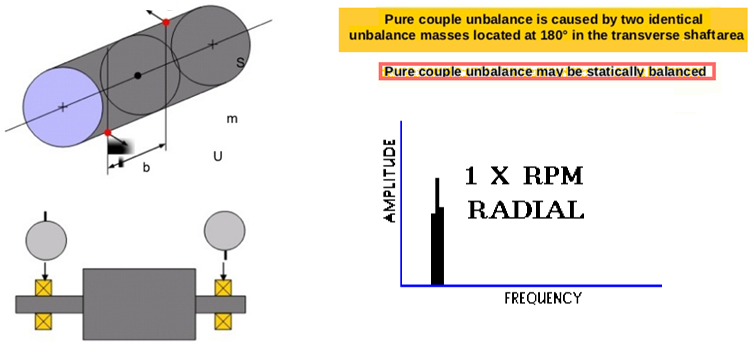 Pure couple unbalance is caused by two identical
unbalance masses located at 180° in the transverse shaftarea
Pure couple unbalance may be statically balanced
S
m
U
b
AMPLITUDE
1 X RPM
RADIAL
FREQUENCY